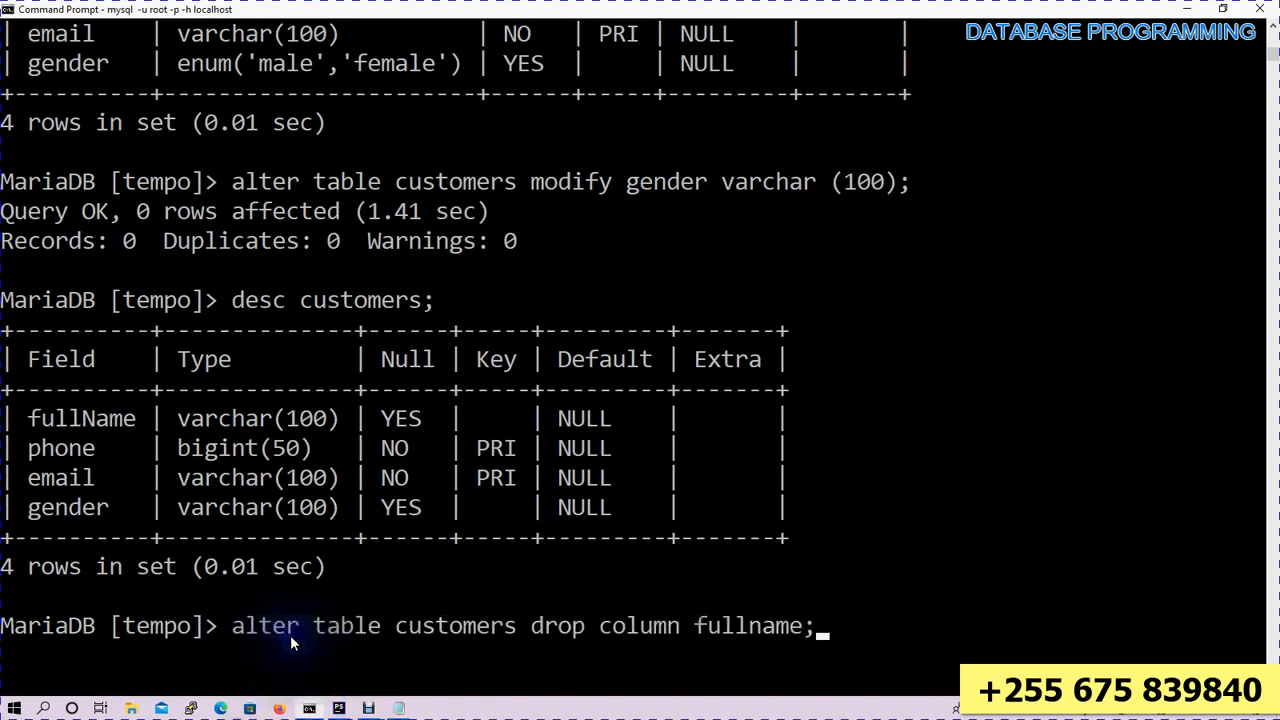 Command Prompt - mysql -u root -p -h localhost
DATABASE PROGRAMMING
| email     | varchar(100)          | NO   | PRI | NULL    |       |
| gender    | enum('male','female') | YES  |     | NULL    |       |
+----------+-----------------------+------+-----+---------+-------+
4 rows in set (0.01 sec)
MariaDB [tempo]> alter table customers modify gender varchar (100);
Query OK, 0 rows affected (1.41 sec)
Records: 0  Duplicates: 0  Warnings: 0
MariaDB [tempo]> desc customers;
+----------+--------------+------+-----+---------+-------+
| Field    | Type         | Null | Key | Default | Extra |
+----------+--------------+------+-----+---------+-------+
| fullName | varchar(100) | YES  |     | NULL    |       |
| phone    | bigint(50)   | NO   | PRI | NULL    |       |
| email    | varchar(100) | NO   | PRI | NULL    |       |
| gender   | varchar(100) | YES  |     | NULL    |       |
+----------+--------------+------+-----+---------+-------+
4 rows in set (0.01 sec)
MariaDB [tempo]> alter table customers drop column fullname;
+255 675 839840